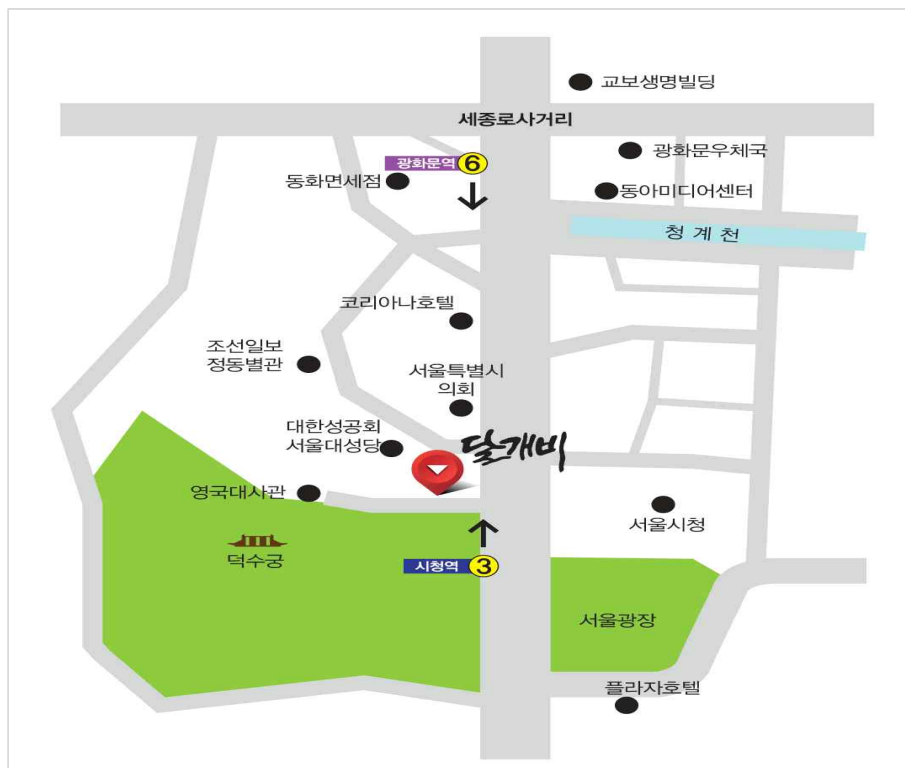 교보생명빌딩
세종로사거리
광화문우체국
광화문역 6
동화면세점
동아미디어센터
청계천
코리아나호텔
조선일보
정동별관
서울특별시
의회
대한성공회
서울대성당
달개비
영국대사관
서울시청
덕수궁
시청역 3
서울광장
플라자호텔